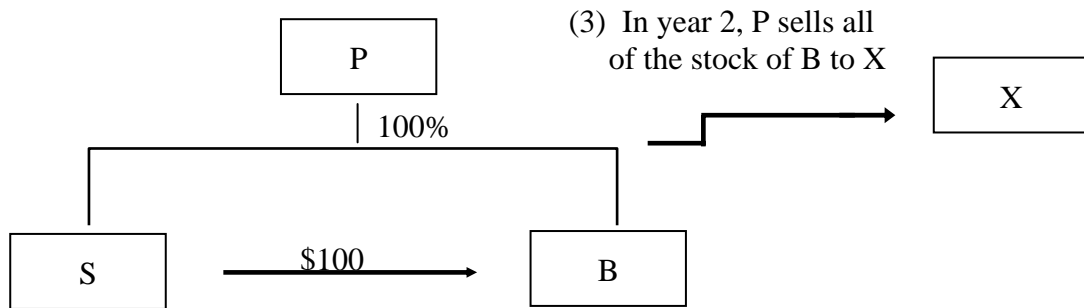 (3) In year 2, P sells all
of the stock of B to X
P
X
100%
S
$100
B